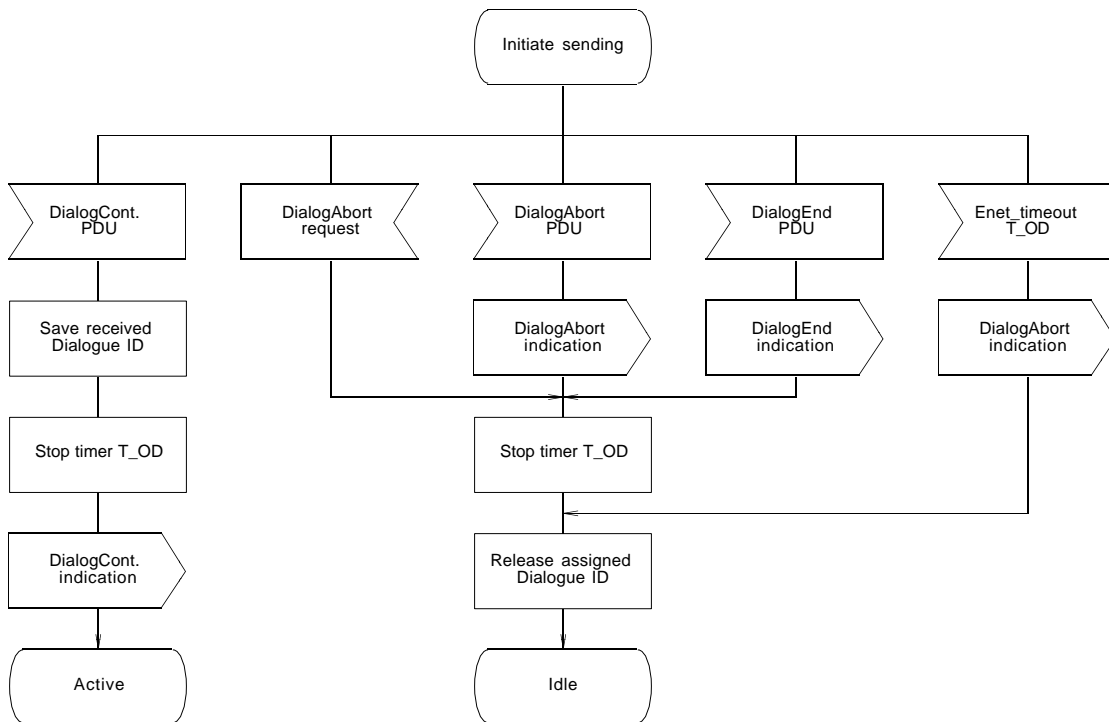 Initiate sending
DialogCont.
PDU
DialogAbort
request
DialogAbort
PDU
DialogEnd
PDU
Enet_timeout
T_OD
Save received
Dialogue ID
DialogAbort
indication
DialogEnd
indication
DialogAbort
indication
Stop timer T_OD
Stop timer T_OD
DialogCont.
indication
Release assigned
Dialogue ID
Active
Idle